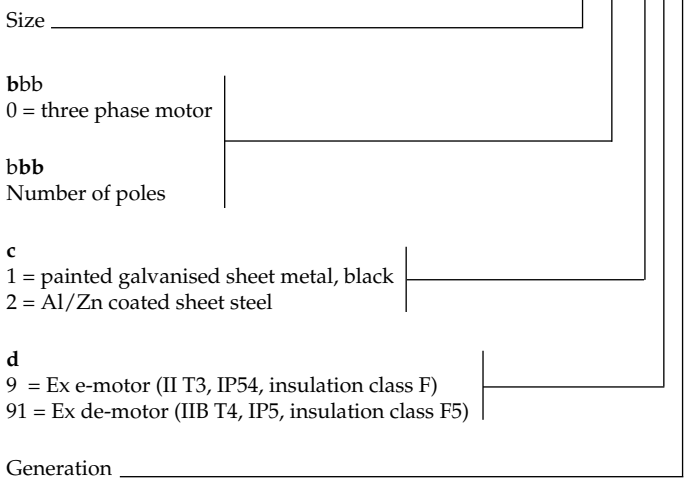 Size
bbb
0 = three phase motor
bbb
Number of poles
c
1 = painted galvanised sheet metal, black
2 = Al/Zn coated sheet steel
d
9 = Ex e-motor (II T3, IP54, insulation class F)
91 = Ex de-motor (IIB T4, IP5, insulation class F5)
Generation